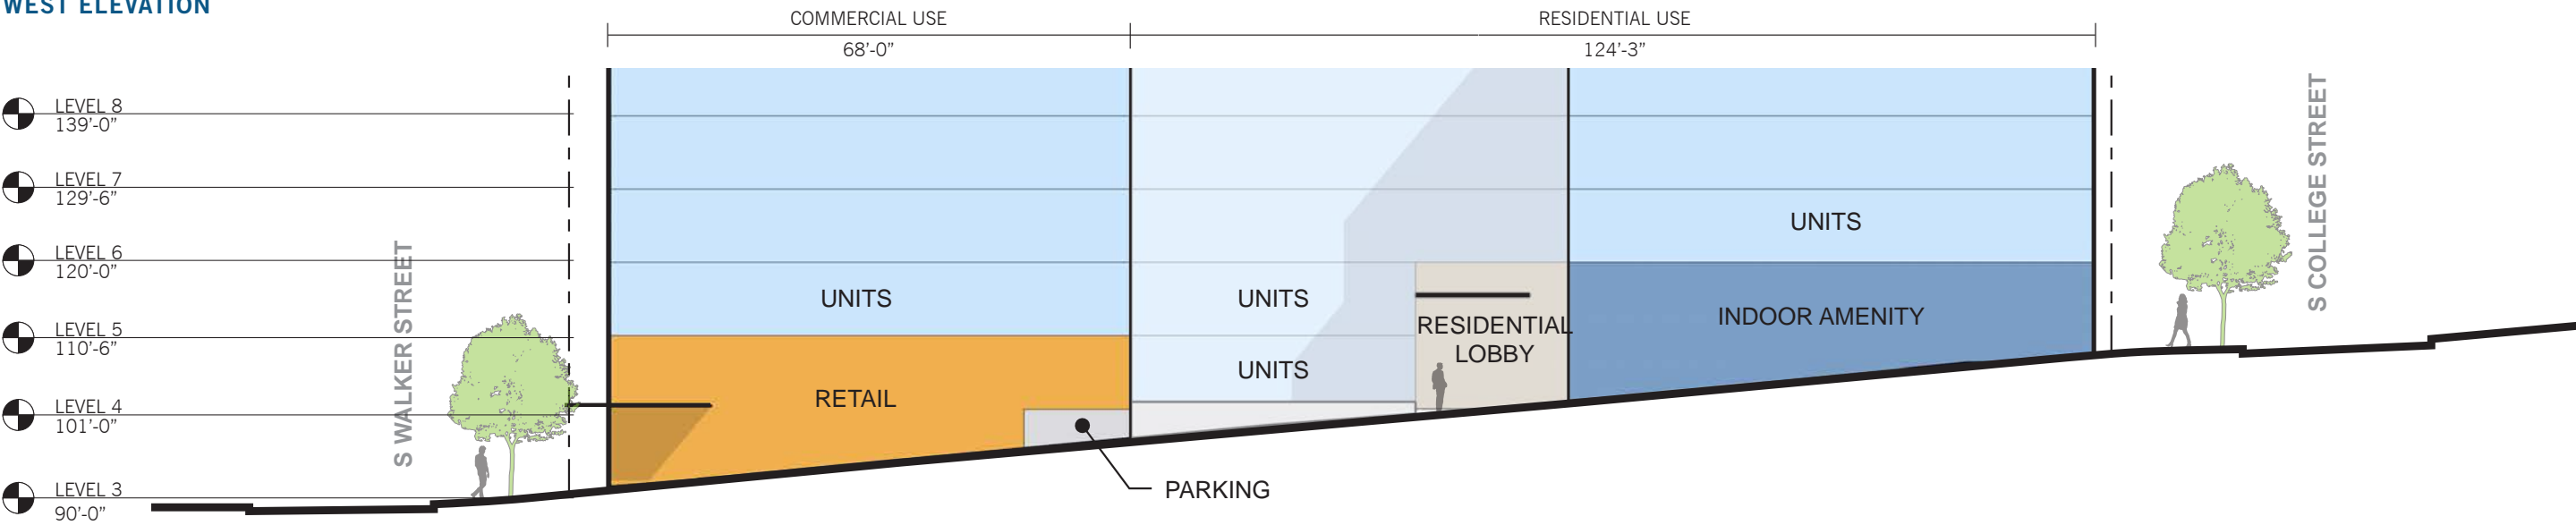 WEST ELEVATION
COMMERCIAL USE
68’-0”
RESIDENTIAL USE
124’-3”
LEVEL 8
139’-0”
LEVEL 7
129’-6”
LEVEL 6
120’-0”
LEVEL 5
110’-6”
LEVEL 4
101’-0”
LEVEL 3
90’-0”
S WALKER STREET
UNITS
RETAIL
PARKING
UNITS
UNITS
RESIDENTIAL
LOBBY
UNITS
INDOOR AMENITY
S COLLEGE STREET